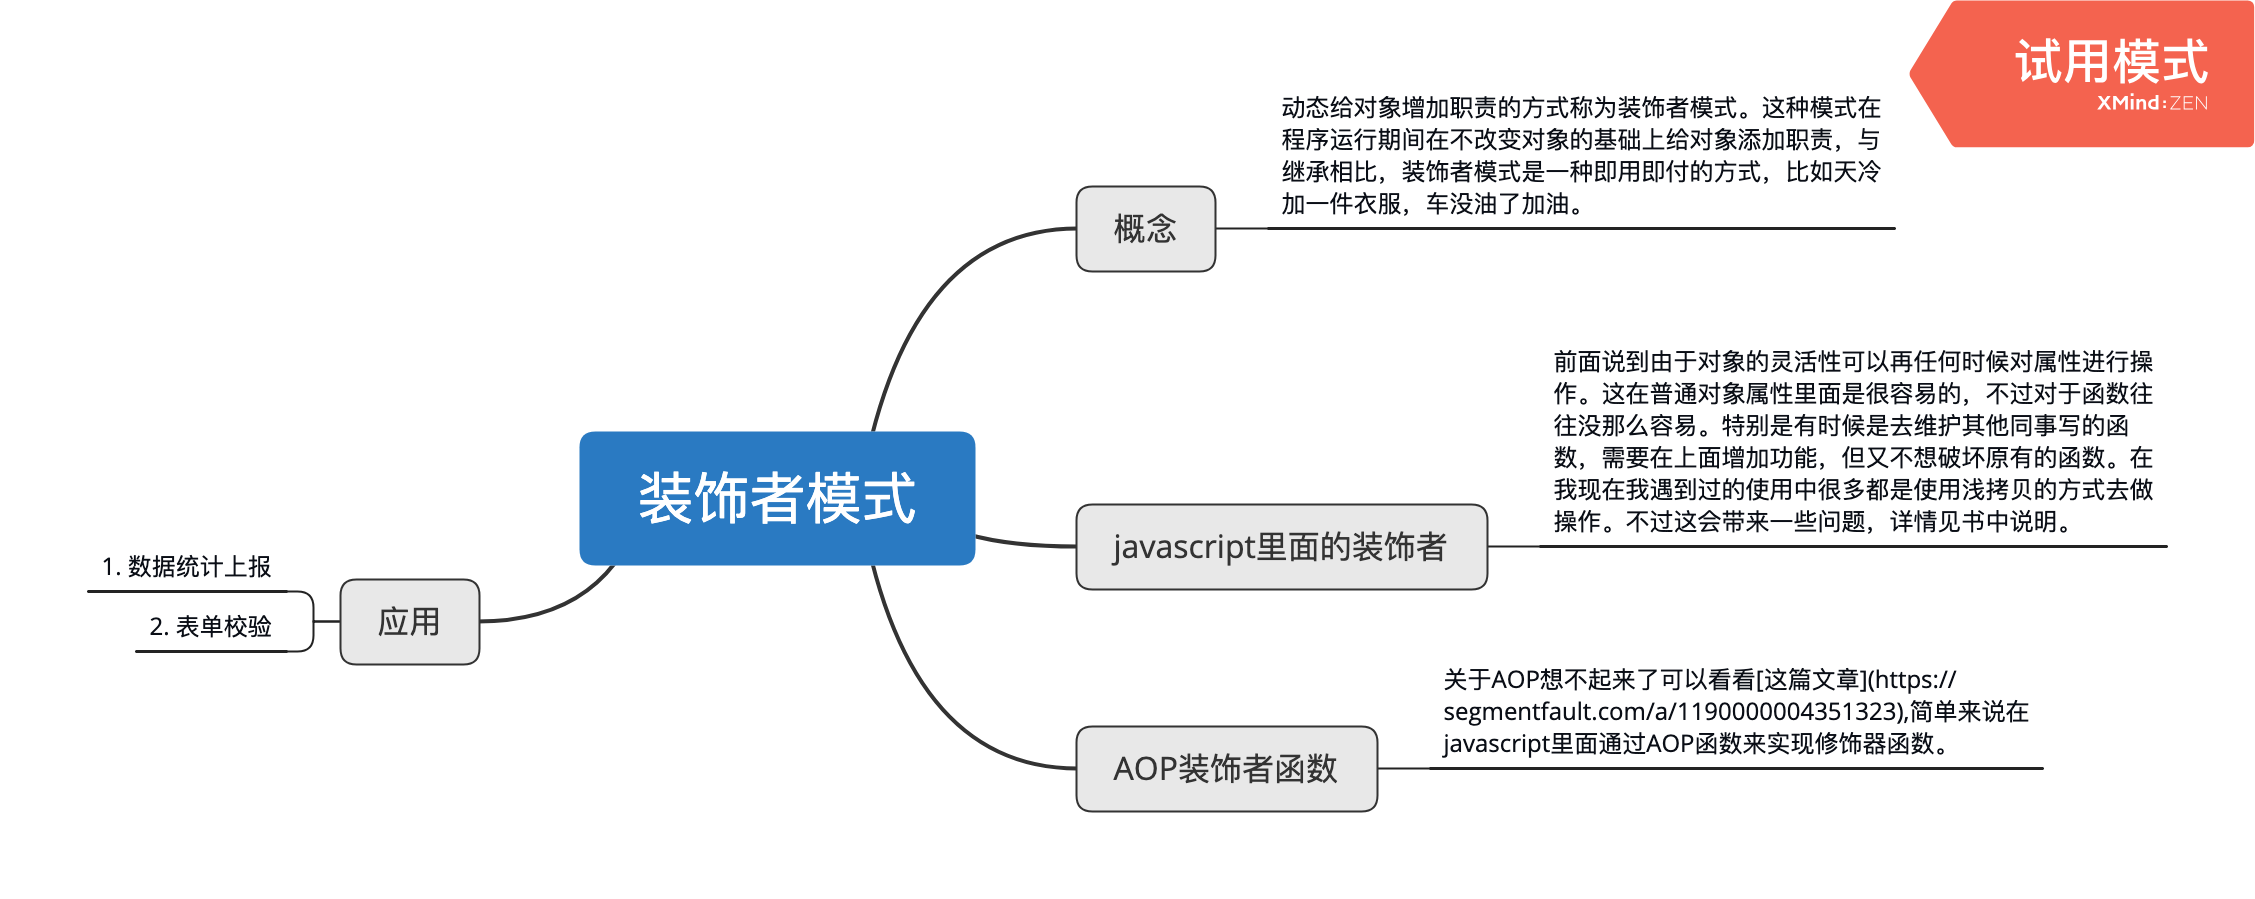 试用模式
XMind:ZEN
动态给对象增加职责的方式称为装饰者模式。这种模式在
程序运行期间在不改变对象的基础上给对象添加职责，与
继承相比，装饰者模式是一种即用即付的方式，比如天冷
加一件衣服，车没油了加油。
概念
前面说到由于对象的灵活性可以再任何时候对属性进行操
作。这在普通对象属性里面是很容易的，不过对于函数往
往没那么容易。特别是有时候是去维护其他同事写的函
数，需要在上面增加功能，但又不想破坏原有的函数。在
我现在我遇到过的使用中很多都是使用浅拷贝的方式去做
操作。不过这会带来一些问题，详情见书中说明。
javascript里面的装饰者
装饰者模式
1. 数据统计上报
2. 表单校验
应用
关于AOP想不起来了可以看看[这篇文章](https://
segmentfault.com/a/1190000004351323),简单来说在
javascript里面通过AOP函数来实现修饰器函数。
AOP装饰者函数